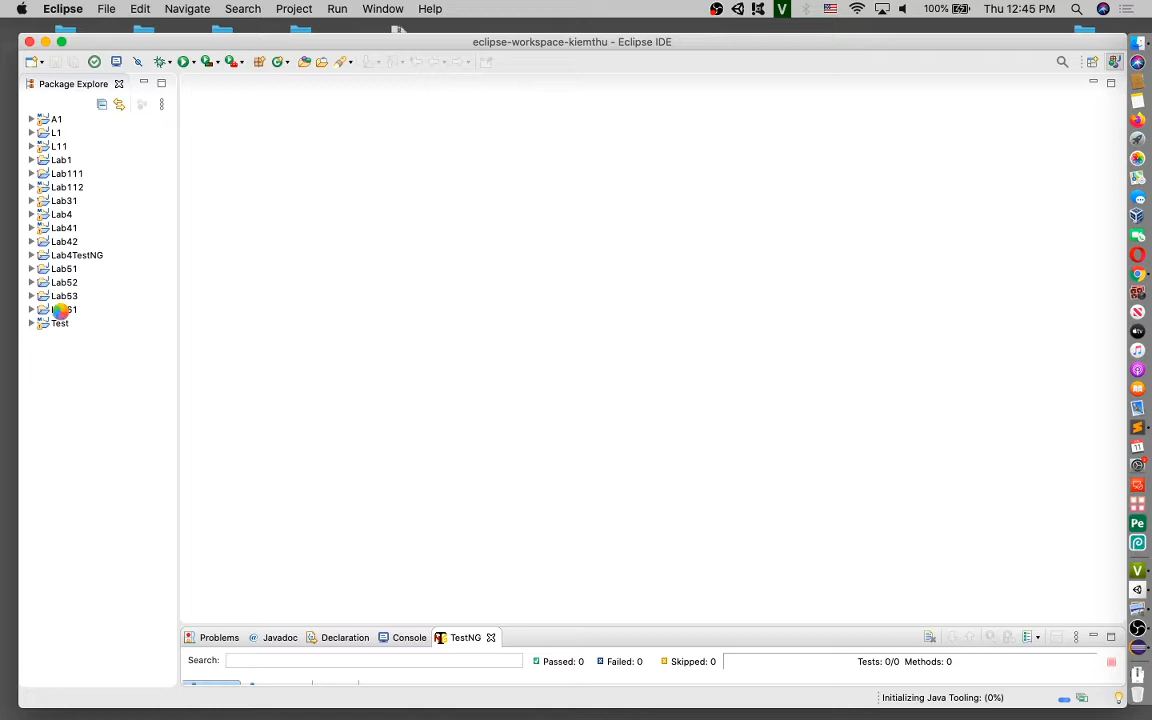 Eclipse File Edit Navigate Search Project Run Window Help 100% Thu 12:45 PM
eclipse-workspace-kiemthu - Eclipse IDE
Package Explorer
A1
L1
L11
Lab1
Lab111
Lab112
Lab31
Lab4
Lab41
Lab42
Lab4TestNG
Lab51
Lab52
Lab53
61
Test
Problems Javadoc Declaration Console TestNG
Search: Passed: 0 Failed: 0 Skipped: 0 Tests: 0/0 Methods: 0
Initializing Java Tooling: (0%)